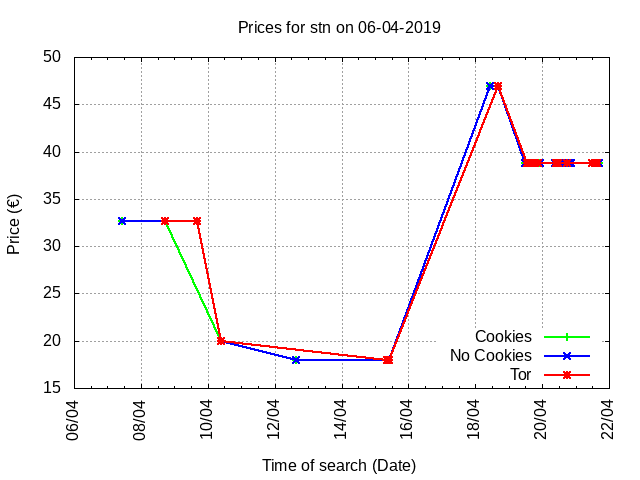 Prices for stn on 06-04-2019
Price (€)
50
45
40
35
30
25
20
15
06/04
08/04
10/04
12/04
14/04
16/04
18/04
20/04
22/04
Time of search (Date)
Cookies
No Cookies
Tor